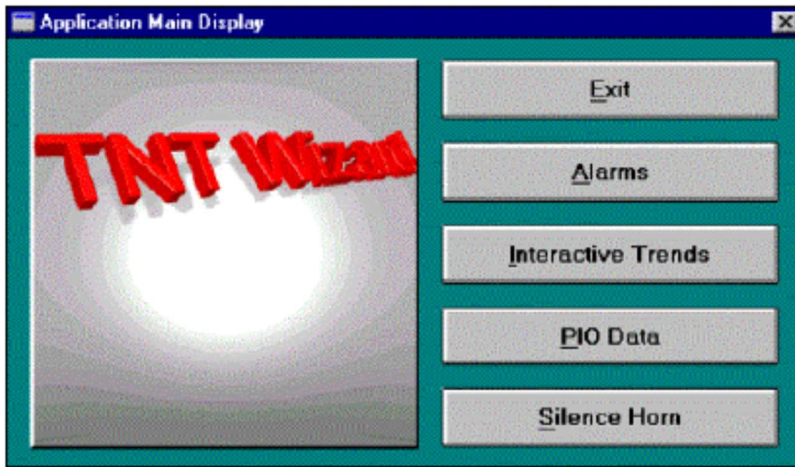 Application Main Display
TNT Wizard
Exit
Alarms
Interactive Trends
PIO Data
Silence Horn